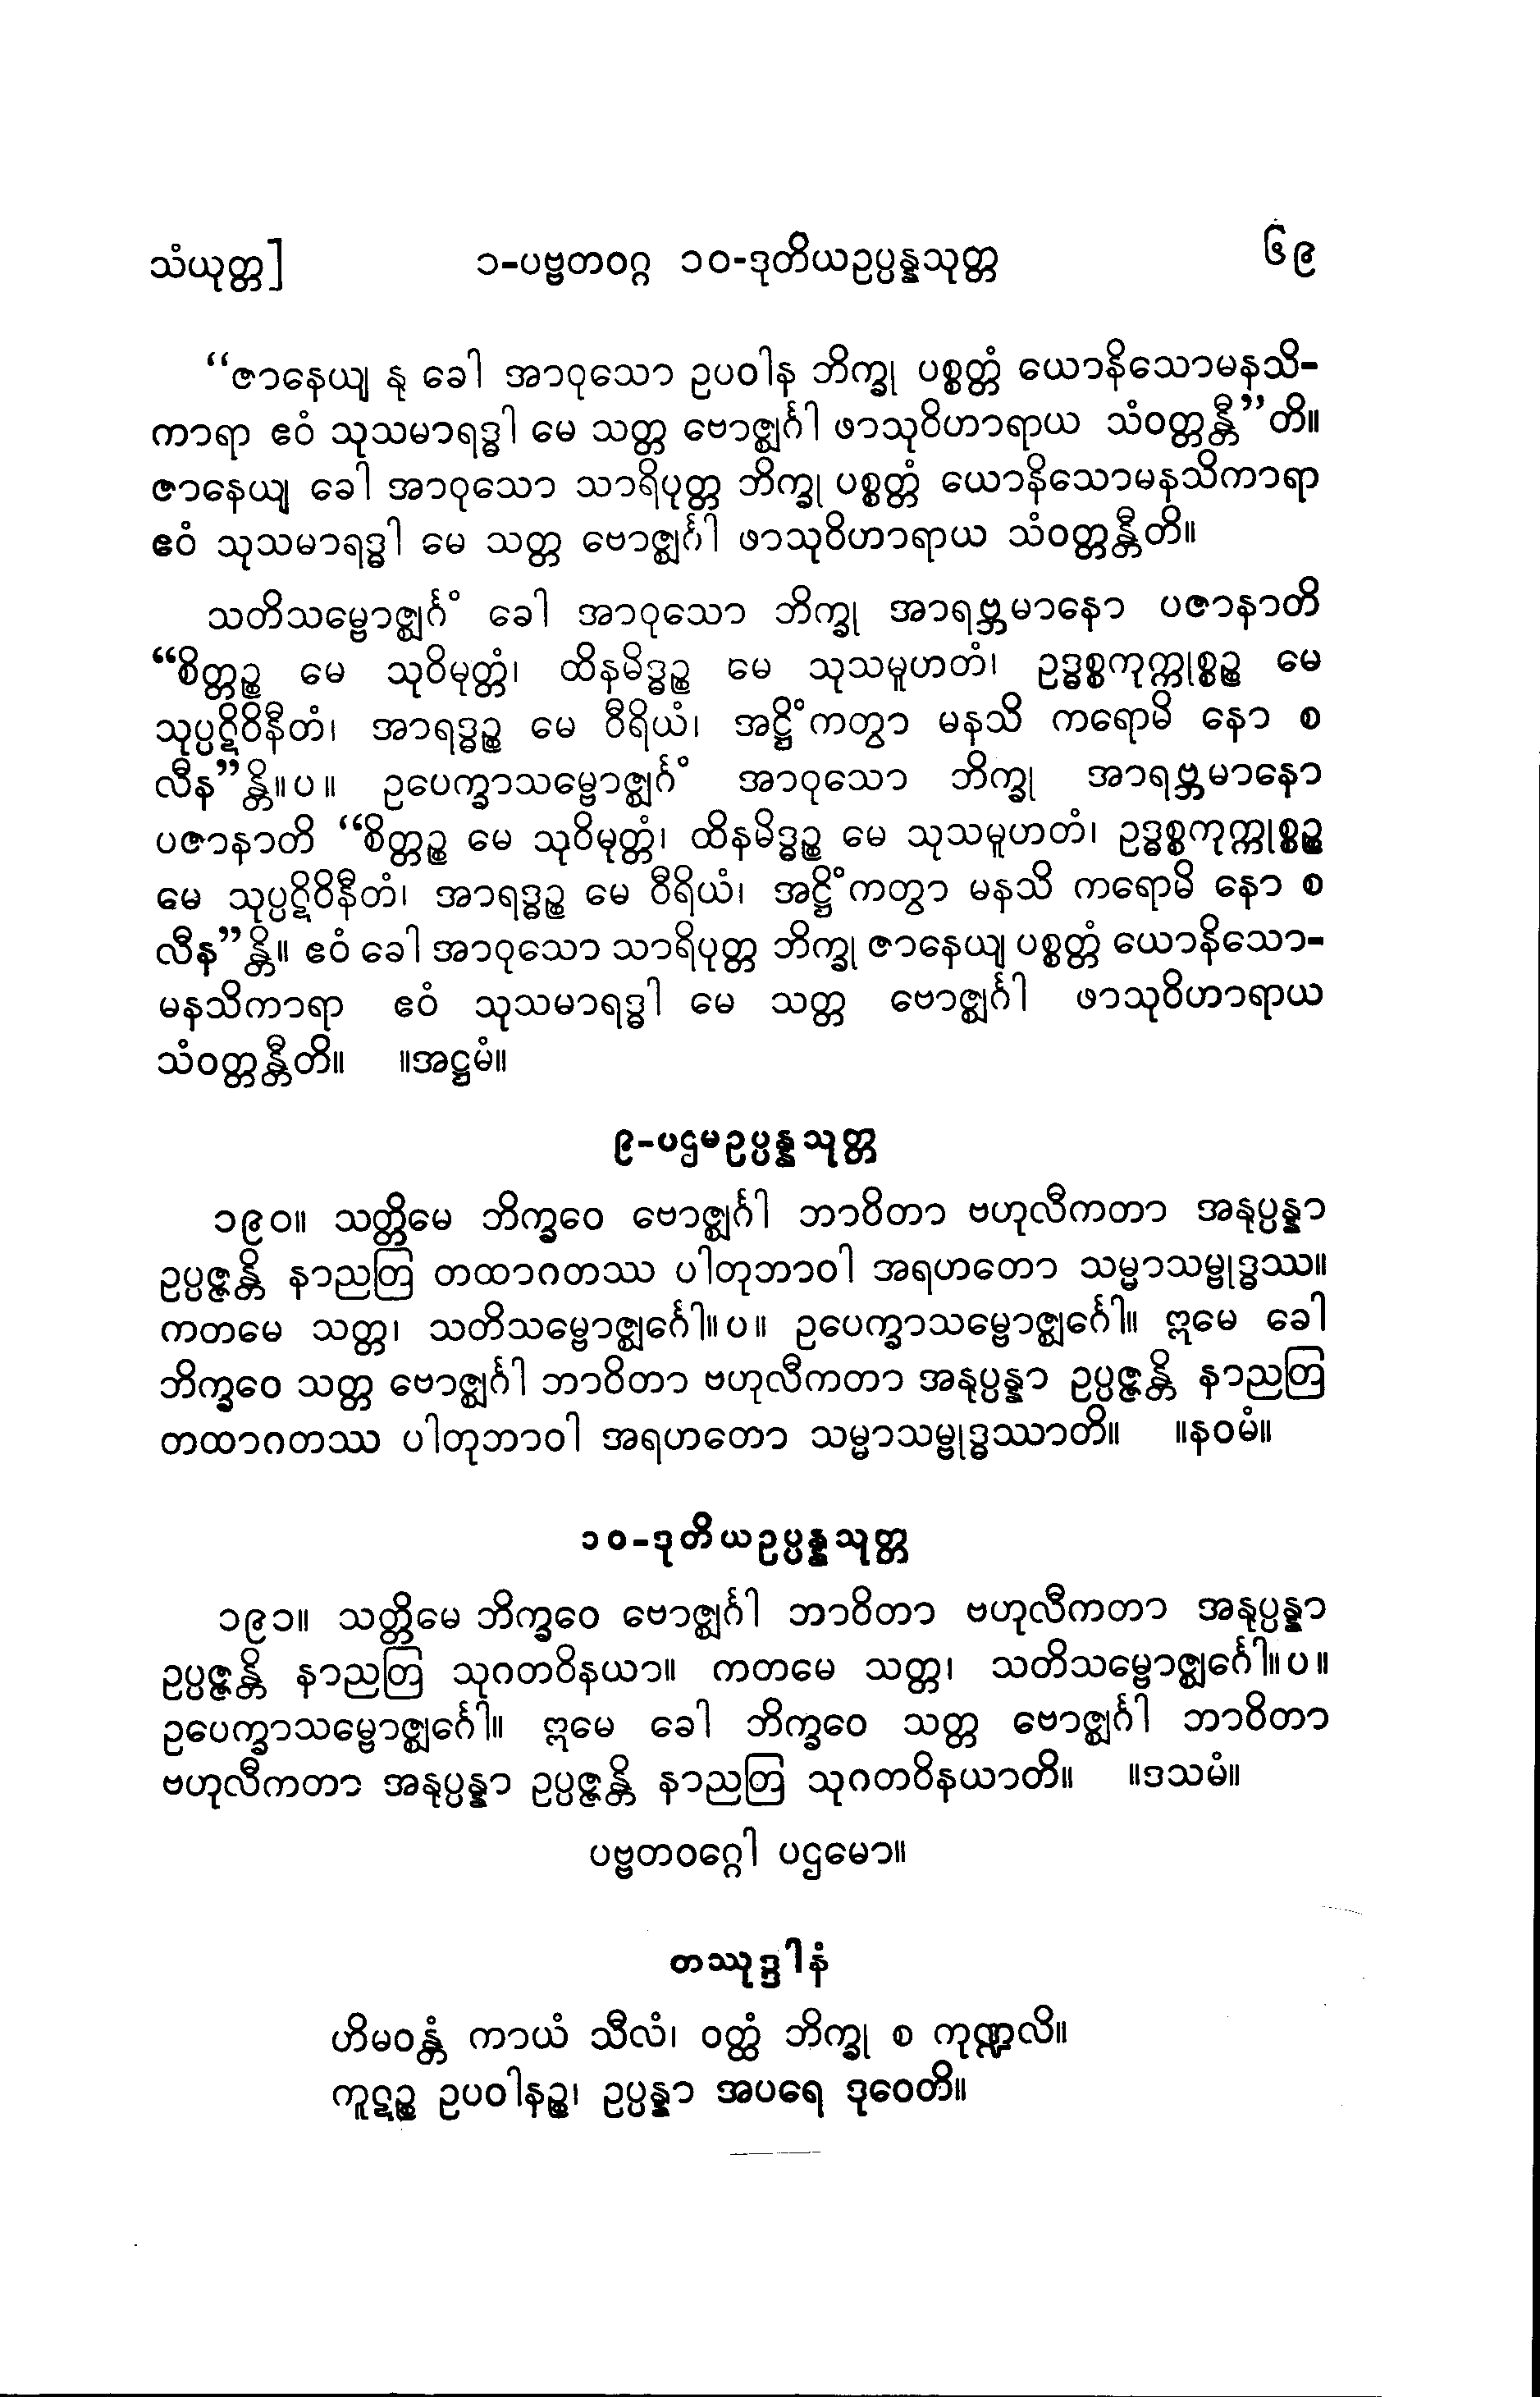 သံယုတ္တ]
၁-ပဗ္ဗတဝဂ္ဂ ၁၀-ဒုတိယဥပ္ပန္နသုတ္တ
၆၉
“ဇာနေယျ နု ခေါ အာဝုသော ဥပဝါန ဘိက္ခု ပစ္စတ္တံ ယောနိသောမနသိ-
ကာရာ ဧဝံ သုသမာရဒ္ဓါ မေ သတ္တ ဗောဇ္ဈင်္ဂါ ဖာသုဝိဟာရာယ သံဝတ္တန္တီ”တိ။
ဇာနေယျ ခေါ အာဝုသော သာရိပုတ္တ ဘိက္ခု ပစ္စတ္တံ ယောနိသောမနသိကာရာ
ဧဝံ သုသမာရဒ္ဓါ မေ သတ္တ ဗောဇ္ဈင်္ဂါ ဖာသုဝိဟာရာယ သံဝတ္တန္တီတိ။
သတိသမ္ဗောဇ္ဈင်္ဂံ ခေါ အာဝုသော ဘိက္ခု အာရဗ္ဘမာနော ပဇာနာတိ
“စိတ္တဉ္စ မေ သုဝိမုတ္တံ၊ ထိနမိဒ္ဓဉ္စ မေ သုသမူဟတံ၊ ဥဒ္ဓစ္စကုက္ကုစ္စဉ္စ မေ
သုပ္ပဋိဝိနီတံ၊ အာရဒ္ဓဉ္စ မေ ဝီရိယံ၊ အဋ္ဌိံကတွာ မနသိ ကရောမိ နော စ
လီန”န္တိ။ပ။ ဥပေက္ခာသမ္ဗောဇ္ဈင်္ဂံ အာဝုသော ဘိက္ခု အာရဗ္ဘမာနော
ပဇာနာတိ “စိတ္တဉ္စ မေ သုဝိမုတ္တံ၊ ထိနမိဒ္ဓဉ္စ မေ သုသမူဟတံ၊ ဥဒ္ဓစ္စကုက္ကုစ္စဉ္စ
မေ သုပ္ပဋိဝိနီတံ၊ အာရဒ္ဓဉ္စ မေ ဝီရိယံ၊ အဋ္ဌိံကတွာ မနသိ ကရောမိ နော စ
လီန”န္တိ။ ဧဝံ ခေါ အာဝုသော သာရိပုတ္တ ဘိက္ခု ဇာနေယျ ပစ္စတ္တံ ယောနိသော-
မနသိကာရာ ဧဝံ သုသမာရဒ္ဓါ မေ သတ္တ ဗောဇ္ဈင်္ဂါ ဖာသုဝိဟာရာယ
သံဝတ္တန္တီတိ။ ။အဋ္ဌမံ။
၉-ပဌမဥပ္ပန္နသုတ္တ
၁၉၀။ သတ္တိမေ ဘိက္ခဝေ ဗောဇ္ဈင်္ဂါ ဘာဝိတာ ဗဟုလီကတာ အနုပ္ပန္နာ
ဥပ္ပဇ္ဇန္တိ နာညတြ တထာဂတဿ ပါတုဘာဝါ အရဟတော သမ္မာသမ္ဗုဒ္ဓဿ။
ကတမေ သတ္တ၊ သတိသမ္ဗောဇ္ဈင်္ဂေါ။ပ။ ဥပေက္ခာသမ္ဗောဇ္ဈင်္ဂေါ။ ဣမေ ခေါ
ဘိက္ခဝေ သတ္တ ဗောဇ္ဈင်္ဂါ ဘာဝိတာ ဗဟုလီကတာ အနုပ္ပန္နာ ဥပ္ပဇ္ဇန္တိ နာညတြ
တထာဂတဿ ပါတုဘာဝါ အရဟတော သမ္မာသမ္ဗုဒ္ဓဿာတိ။ ။နဝမံ။
၁၀-ဒုတိယဥပ္ပန္နသုတ္တ
၁၉၁။ သတ္တိမေ ဘိက္ခဝေ ဗောဇ္ဈင်္ဂါ ဘာဝိတာ ဗဟုလီကတာ အနုပ္ပန္နာ
ဥပ္ပဇ္ဇန္တိ နာညတြ သုဂတဝိနယာ။ ကတမေ သတ္တ၊ သတိသမ္ဗောဇ္ဈင်္ဂေါ။ပ။
ဥပေက္ခာသမ္ဗောဇ္ဈင်္ဂေါ။ ဣမေ ခေါ ဘိက္ခဝေ သတ္တ ဗောဇ္ဈင်္ဂါ ဘာဝိတာ
ဗဟုလီကတာ အနုပ္ပန္နာ ဥပ္ပဇ္ဇန္တိ နာညတြ သုဂတဝိနယာတိ။ ။ဒသမံ။
ပဗ္ဗတဝဂ္ဂေါ ပဌမော။
တဿုဒ္ဒါနံ
ဟိမဝန္တံ ကာယံ သီလံ၊ ဝတ္ထံ ဘိက္ခု စ ကုဏ္ဍလိ။
ကူဋဉ္စ ဥပဝါနဉ္စ၊ ဥပ္ပန္နာ အပရေ ဒုဝေတိ။